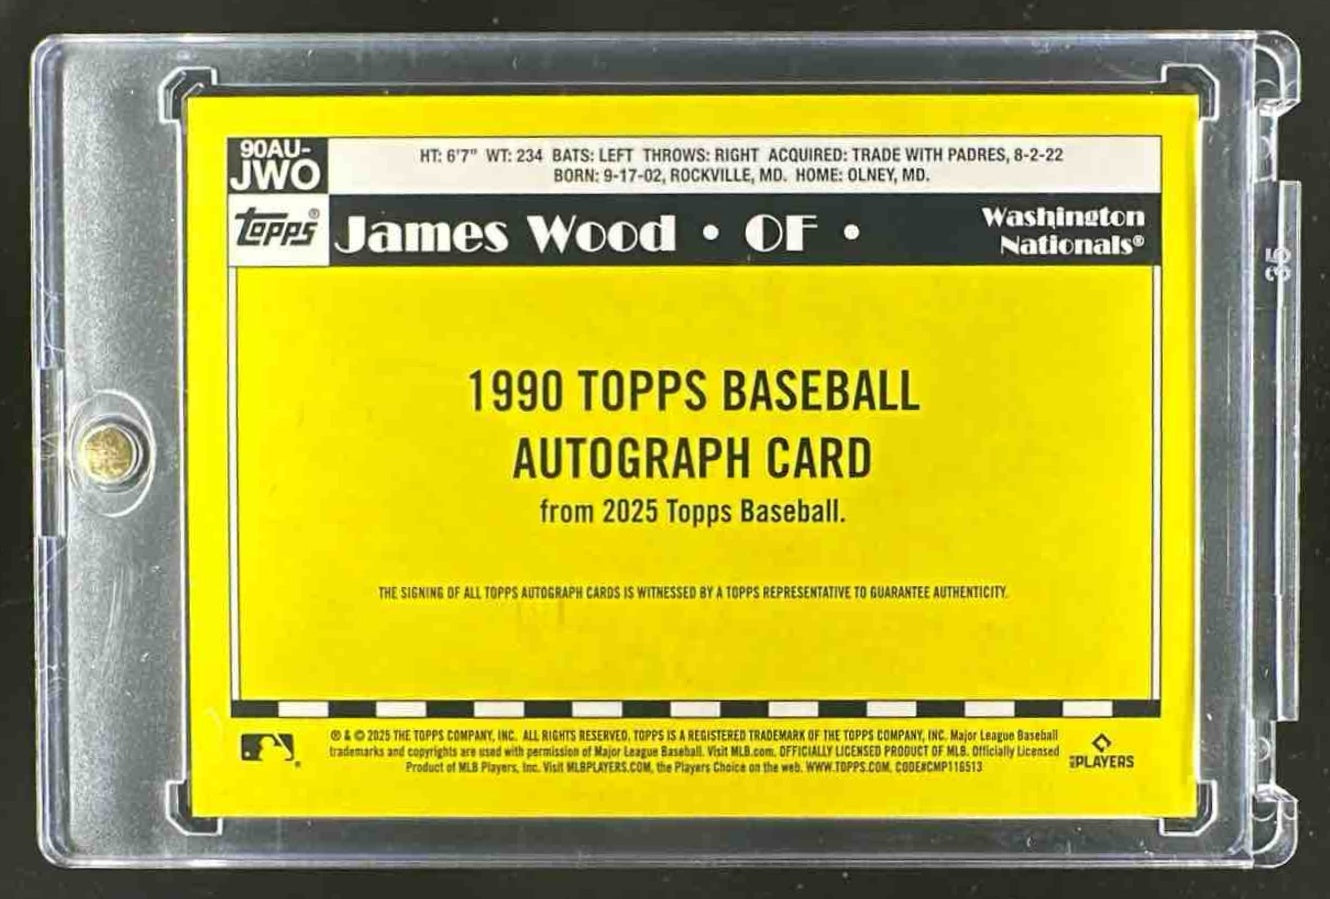 90AU-
JWO
HT: 6'7" WT: 234 BATS: LEFT THROWS: RIGHT ACQUIRED: TRADE WITH PADRES, 8-2-22
BORN: 9-17-02, ROCKVILLE, MD. HOME: OLNEY, MD.
Topps®
James Wood • OF •
Washington
Nationals®
1990 TOPPS BASEBALL
AUTOGRAPH CARD
from 2025 Topps Baseball.
THE SIGNING OF ALL TOPPS AUTOGRAPH CARDS IS WITNESSED BY A TOPPS REPRESENTATIVE TO GUARANTEE AUTHENTICITY.
® & © 2025 THE TOPPS COMPANY, INC. ALL RIGHTS RESERVED. TOPPS IS A REGISTERED TRADEMARK OF THE TOPPS COMPANY, INC. Major League Baseball
trademarks and copyrights are used with permission of Major League Baseball. Visit MLB.com. OFFICIALLY LICENSED PRODUCT OF MLB. Officially Licensed
Product of MLB Players, Inc. Visit MLBPLAYERS.COM, the Players Choice on the web. WWW.TOPPS.COM. CODE#CMP116513
PLAYERS
35